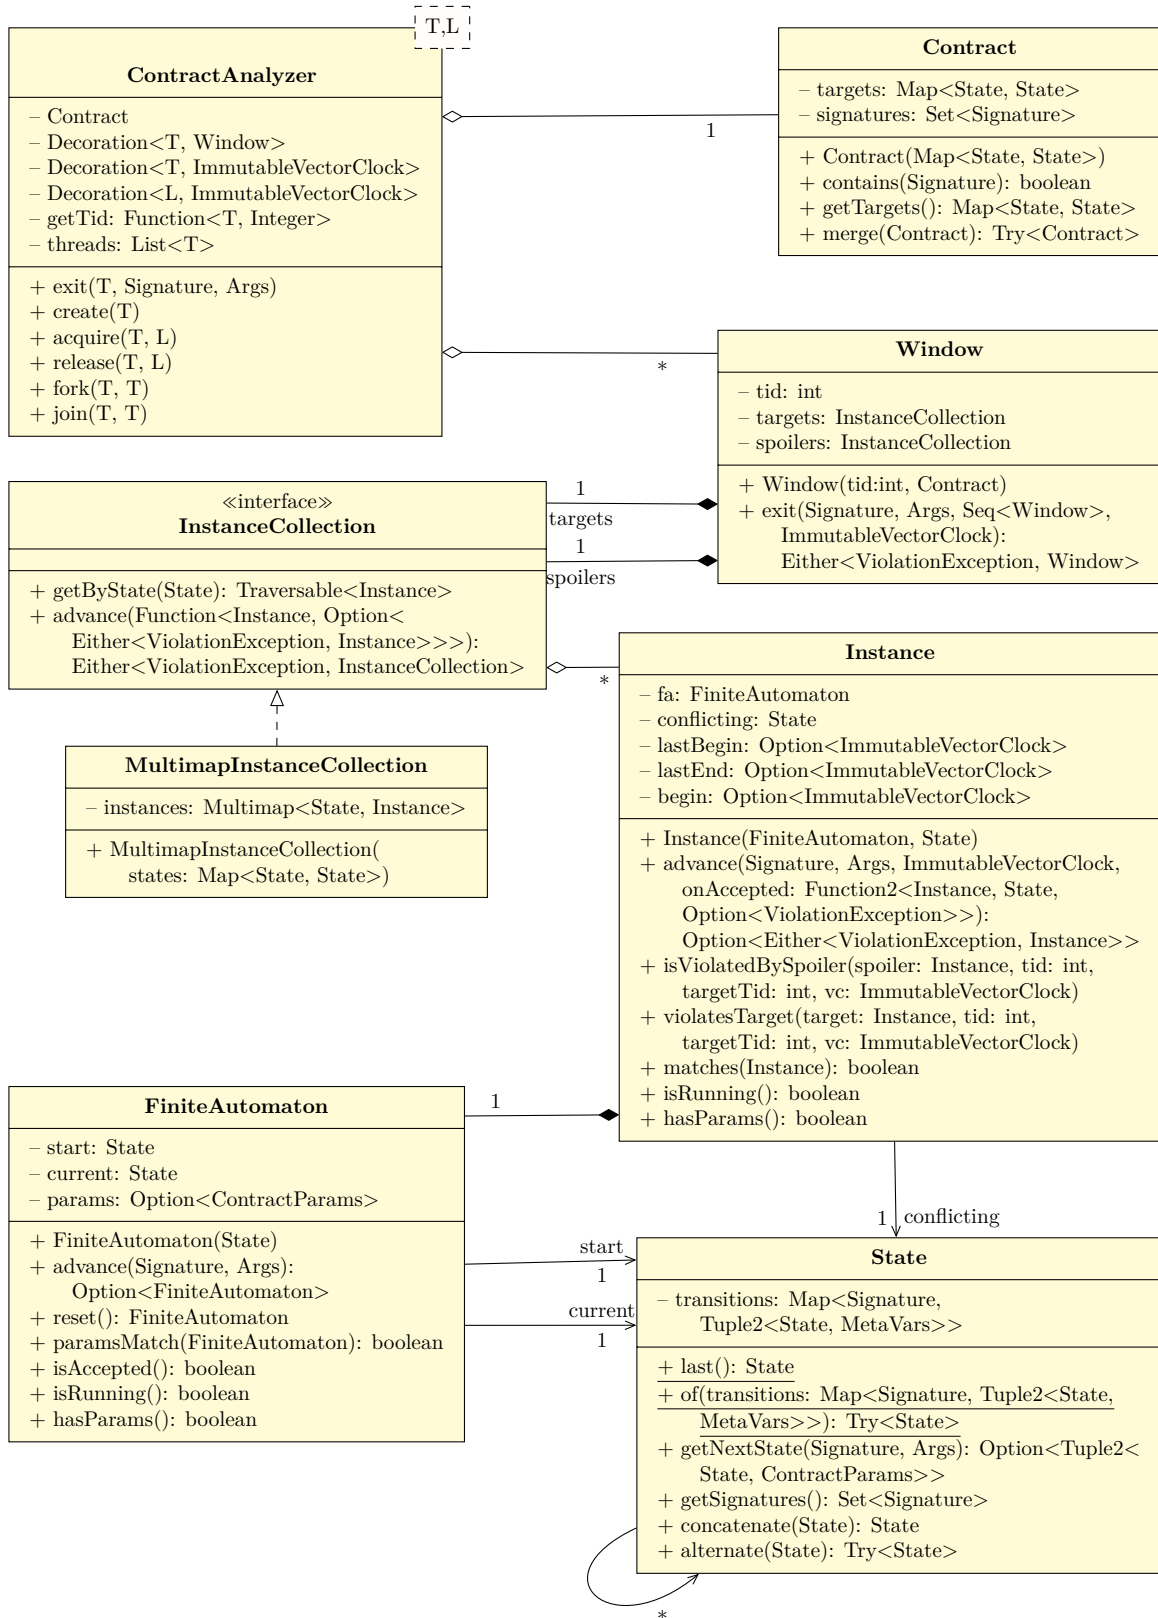 T,L
ContractAnalyzer
– Contract
– Decoration<T, Window>
– Decoration<T, ImmutableVectorClock>
– Decoration<L, ImmutableVectorClock>
– getTid: Function<T, Integer>
– threads: List<T>
+ exit(T, Signature, Args)
+ create(T)
+ acquire(T, L)
+ release(T, L)
+ fork(T, T)
+ join(T, T)
1
Contract
– targets: Map<State, State>
– signatures: Set<Signature>
+ Contract(Map<State, State>)
+ contains(Signature): boolean
+ getTargets(): Map<State, State>
+ merge(Contract): Try<Contract>
*
Window
– tid: int
– targets: InstanceCollection
– spoilers: InstanceCollection
+ Window(tid:int, Contract)
+ exit(Signature, Args, Seq<Window>,
ImmutableVectorClock):
Either<ViolationException, Window>
1
targets
1
spoilers
≪interface≫
InstanceCollection
+ getByState(State): Traversable<Instance>
+ advance(Function<Instance, Option<
Either<ViolationException, Instance>>>):
Either<ViolationException, InstanceCollection>
*
MultimapInstanceCollection
– instances: Multimap<State, Instance>
+ MultimapInstanceCollection(
states: Map<State, State>)
Instance
– fa: FiniteAutomaton
– conflicting: State
– lastBegin: Option<ImmutableVectorClock>
– lastEnd: Option<ImmutableVectorClock>
– begin: Option<ImmutableVectorClock>
+ Instance(FiniteAutomaton, State)
+ advance(Signature, Args, ImmutableVectorClock,
onAccepted: Function2<Instance, State,
Option<ViolationException>>):
Option<Either<ViolationException, Instance>>
+ isViolatedBySpoiler(spoiler: Instance, tid: int,
targetTid: int, vc: ImmutableVectorClock)
+ violatesTarget(target: Instance, tid: int,
targetTid: int, vc: ImmutableVectorClock)
+ matches(Instance): boolean
+ isRunning(): boolean
+ hasParams(): boolean
1
FiniteAutomaton
– start: State
– current: State
– params: Option<ContractParams>
+ FiniteAutomaton(State)
+ advance(Signature, Args):
Option<FiniteAutomaton>
+ reset(): FiniteAutomaton
+ paramsMatch(FiniteAutomaton): boolean
+ isAccepted(): boolean
+ isRunning(): boolean
+ hasParams(): boolean
1 conflicting
start
1
current
1
State
– transitions: Map<Signature,
Tuple2<State, MetaVars>>
+ last(): State
+ of(transitions: Map<Signature, Tuple2<State,
MetaVars>>): Try<State>
+ getNextState(Signature, Args): Option<Tuple2<
State, ContractParams>>
+ getSignatures(): Set<Signature>
+ concatenate(State): State
+ alternate(State): Try<State>
*